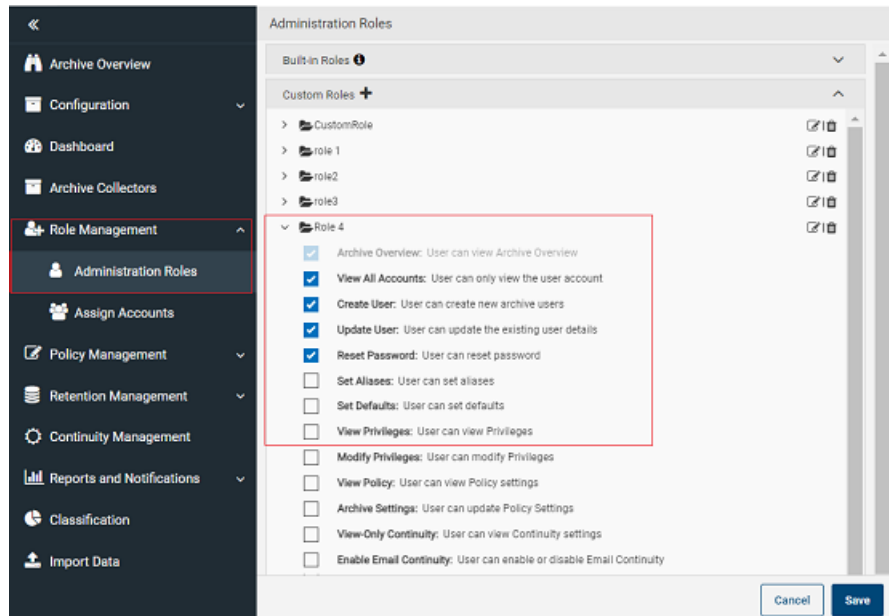 Administration Roles
Archive Overview
Configuration
Dashboard
Archive Collectors
Role Management
Administration Roles
Assign Accounts
Policy Management
Retention Management
Continuity Management
Reports and Notifications
Classification
Import Data
Built-in Roles
Custom Roles
CustomRole
role 1
role2
role3
Role 4
Archive Overview: User can view Archive Overview
View All Accounts: User can only view the user account
Create User: User can create new archive users
Update User: User can update the existing user details
Reset Password: User can reset password
Set Aliases: User can set aliases
Set Defaults: User can set defaults
View Privileges: User can view Privileges
Modify Privileges: User can modify Privileges
View Policy: User can view Policy settings
Archive Settings: User can update Policy Settings
View-Only Continuity: User can view Continuity settings
Enable Email Continuity: User can enable or disable Email Continuity
Cancel
Save